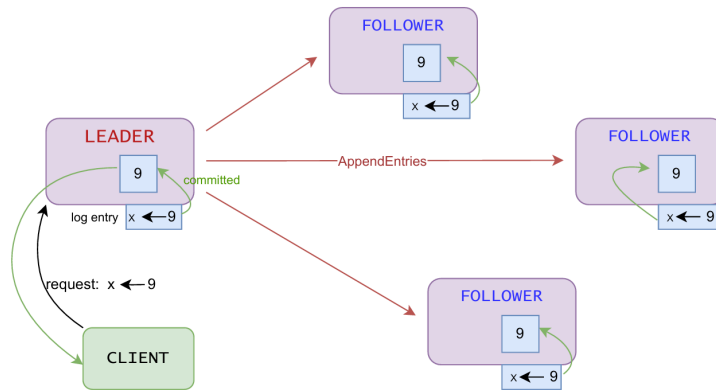 FOLLOWER
9
x ← 9
LEADER
9
committed
log entry
x ← 9
AppendEntries
FOLLOWER
9
x ← 9
request: x ← 9
FOLLOWER
9
x ← 9
CLIENT